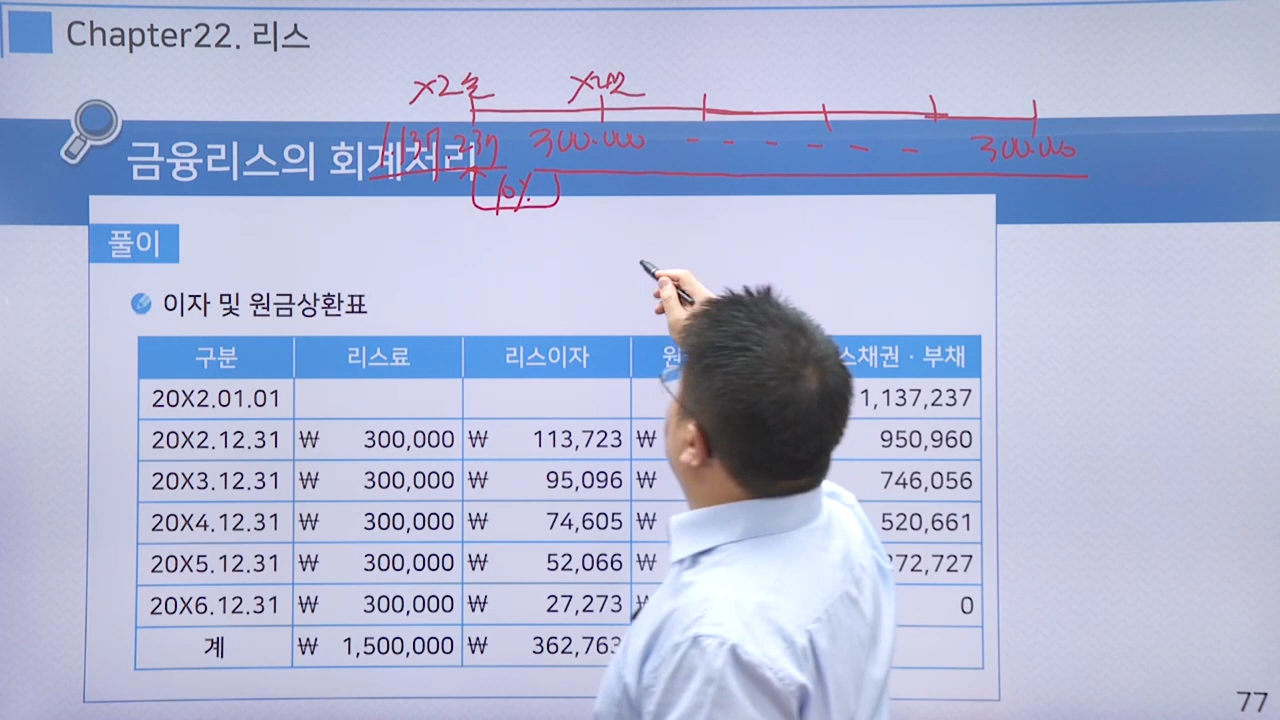 Chapter22. 리스
X2초 X2말
1,137,237 300,000 - - - - - - 300,000
금융리스의 회계처리
10%
풀이
이자 및 원금상환표
구분 리스료 리스이자 원 스채권 · 부채
20X2.01.01 1,137,237
20X2.12.31 ₩ 300,000 ₩ 113,723 ₩ 950,960
20X3.12.31 ₩ 300,000 ₩ 95,096 ₩ 746,056
20X4.12.31 ₩ 300,000 ₩ 74,605 ₩ 520,661
20X5.12.31 ₩ 300,000 ₩ 52,066 ₩ 272,727
20X6.12.31 ₩ 300,000 ₩ 27,273 ₩ 0
계 ₩ 1,500,000 ₩ 362,763
77